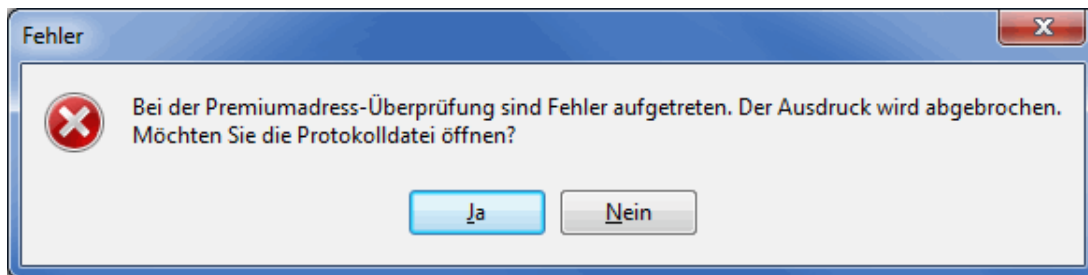 Fehler
Bei der Premiumadress-Überprüfung sind Fehler aufgetreten. Der Ausdruck wird abgebrochen.
Möchten Sie die Protokolldatei öffnen?
Ja
Nein